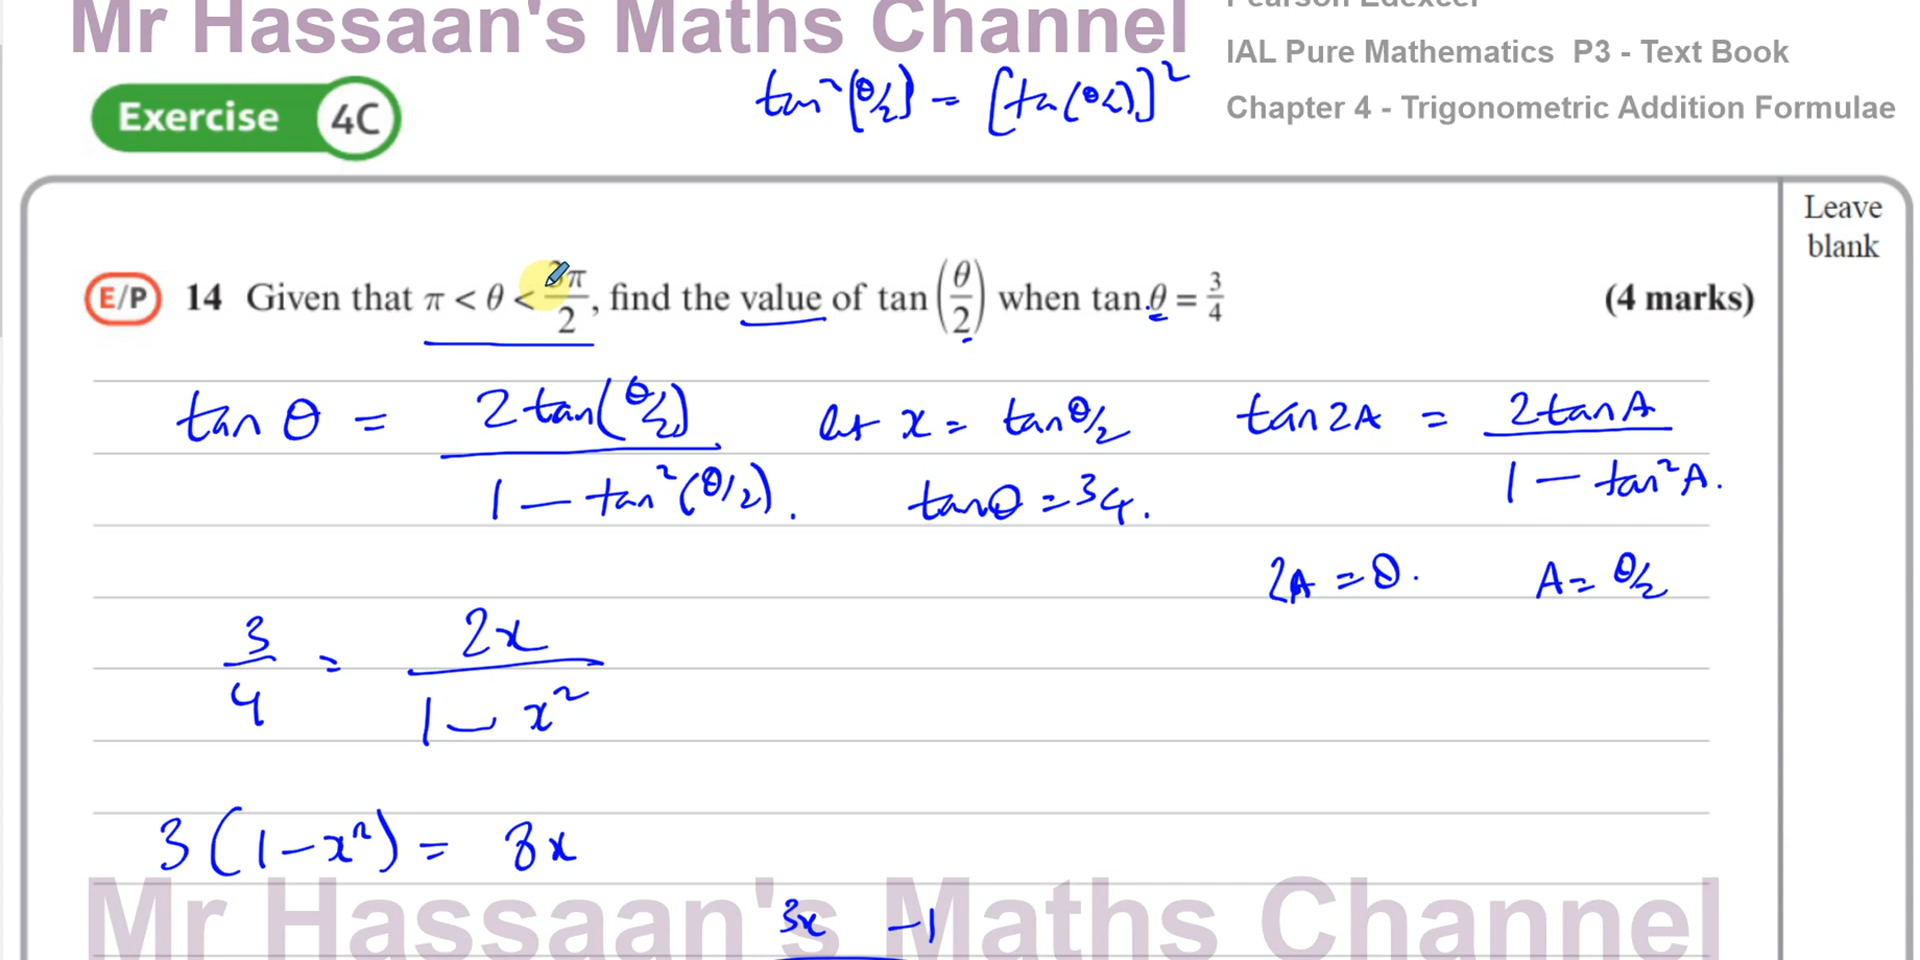 Mr Hassaan's Maths Channel
Pearson Edexcel
IAL Pure Mathematics P3 - Text Book
Chapter 4 - Trigonometric Addition Formulae
tan²(θ/2) = [tan(θ/2)]²
Exercise 4C
Leave
blank
E/P 14 Given that π < θ < 3π/2, find the value of tan(θ/2) when tan θ = 3/4 (4 marks)
tan θ = 2tan(θ/2) / 1 - tan²(θ/2). let x = tan θ/2 tan 2A = 2tanA / 1 - tan²A.
tanθ = 3/4.
2A = θ. A = θ/2
3/4 = 2x / 1 - x²
3(1 - x²) = 8x
Mr Hassaan's Maths Channel
3x -1